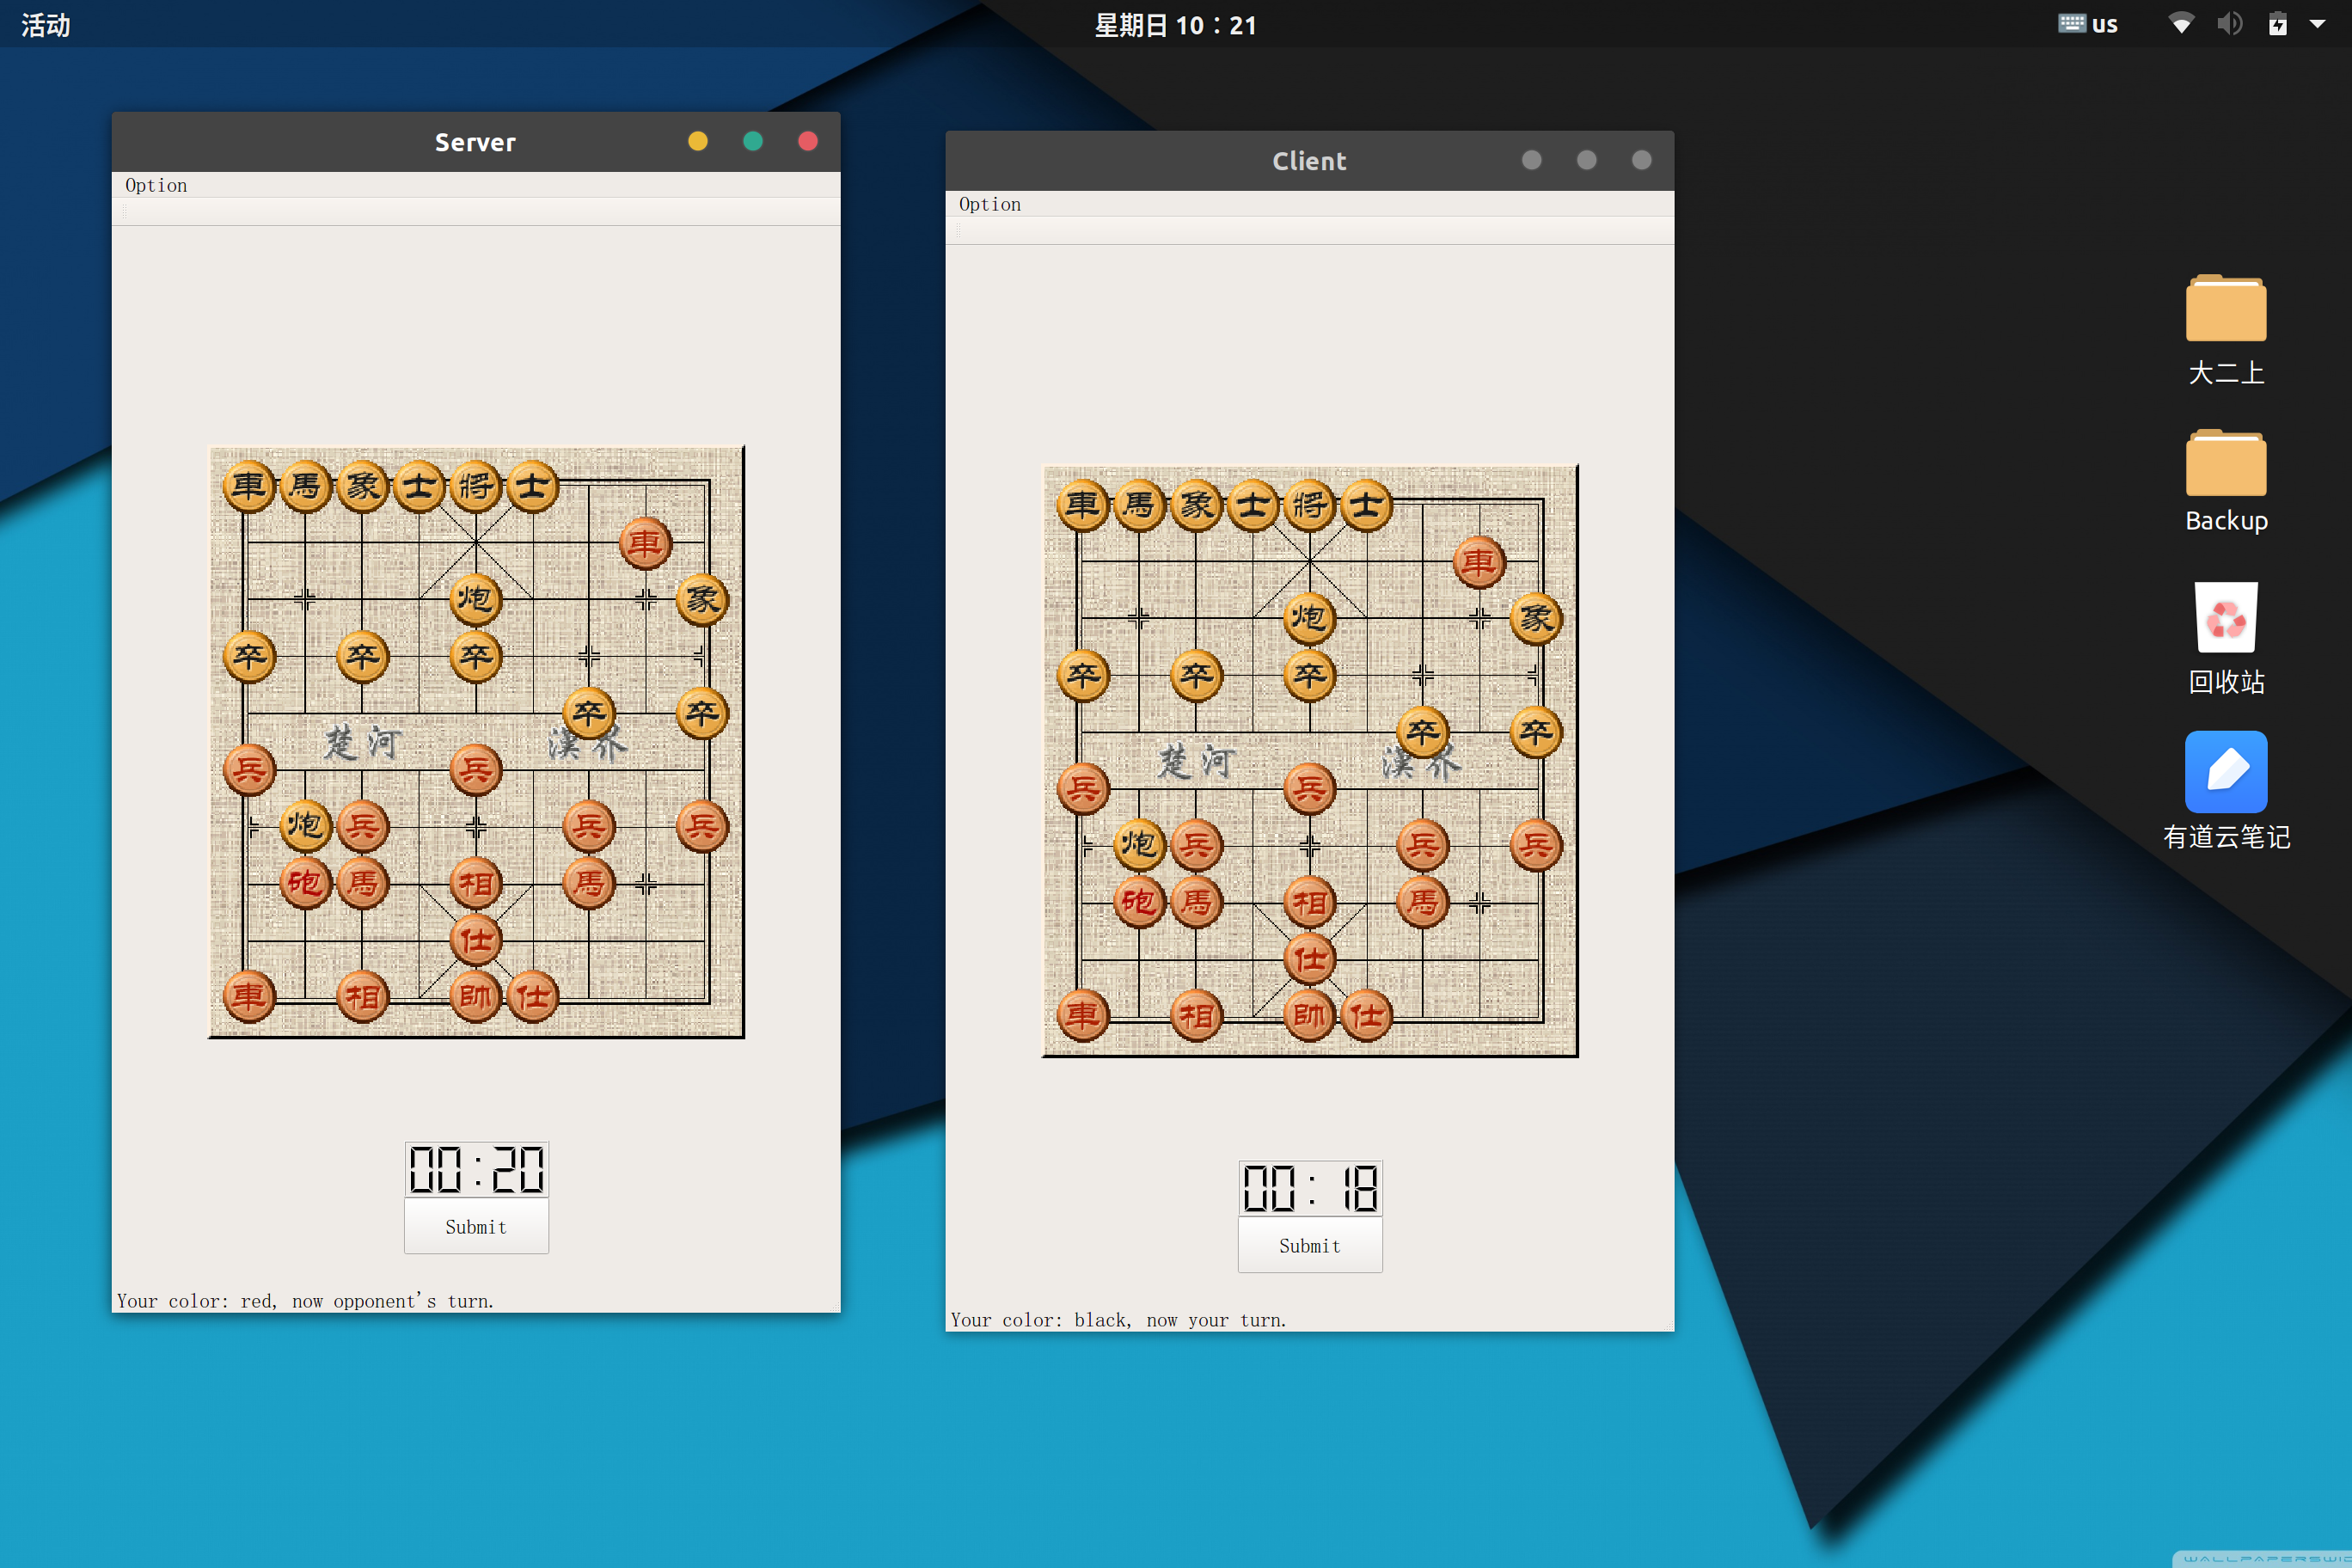 活动
星期日 10：21
us
Server
Option
車馬象士將士
車
炮 象
卒 卒 卒
卒 卒
楚河 漢界
兵 兵
炮 兵 兵 兵
砲 馬 相 馬
仕
車 相 帥 仕
00:20
Submit
Your color: red, now opponent's turn.
Client
Option
車馬象士將士
車
炮 象
卒 卒 卒
卒 卒
楚河 漢界
兵 兵
炮 兵 兵 兵
砲 馬 相 馬
仕
車 相 帥 仕
00:18
Submit
Your color: black, now your turn.
大二上
Backup
回收站
有道云笔记